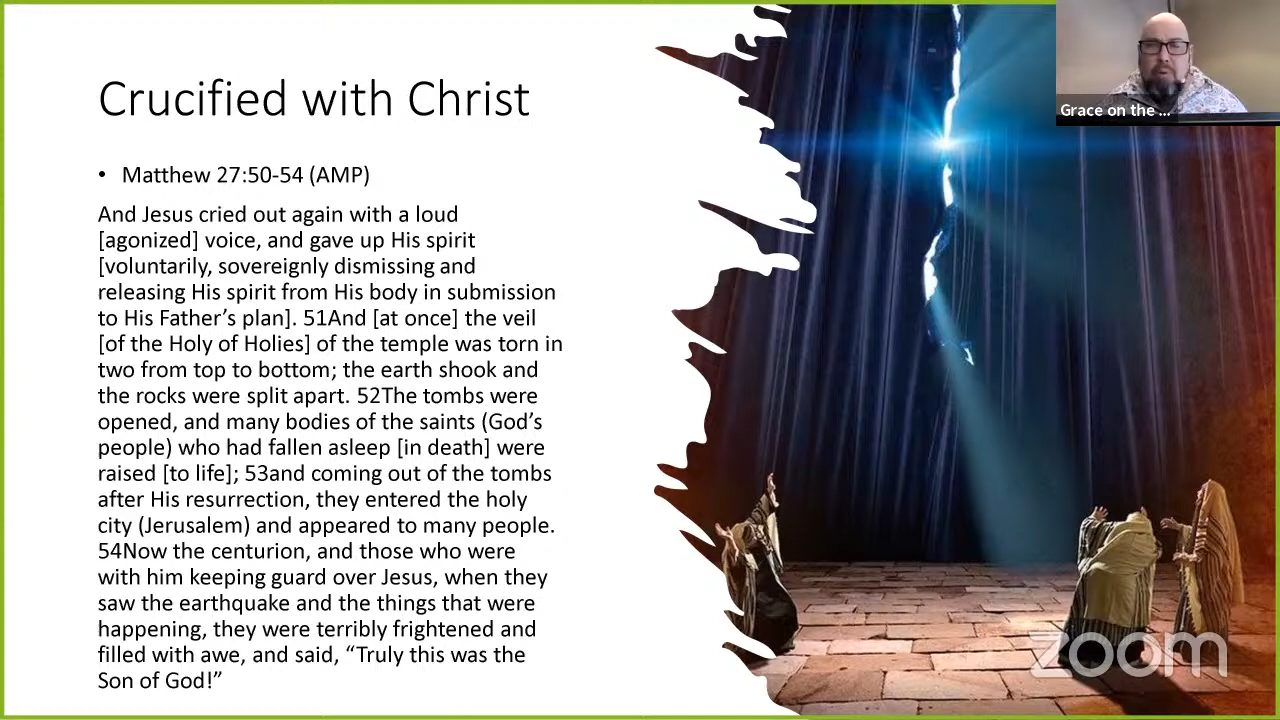 Crucified with Christ
• Matthew 27:50-54 (AMP)
And Jesus cried out again with a loud
[agonized] voice, and gave up His spirit
[voluntarily, sovereignly dismissing and
releasing His spirit from His body in submission
to His Father’s plan]. 51And [at once] the veil
[of the Holy of Holies] of the temple was torn in
two from top to bottom; the earth shook and
the rocks were split apart. 52The tombs were
opened, and many bodies of the saints (God’s
people) who had fallen asleep [in death] were
raised [to life]; 53and coming out of the tombs
after His resurrection, they entered the holy
city (Jerusalem) and appeared to many people.
54Now the centurion, and those who were
with him keeping guard over Jesus, when they
saw the earthquake and the things that were
happening, they were terribly frightened and
filled with awe, and said, “Truly this was the
Son of God!”
Grace on the ...
zoom